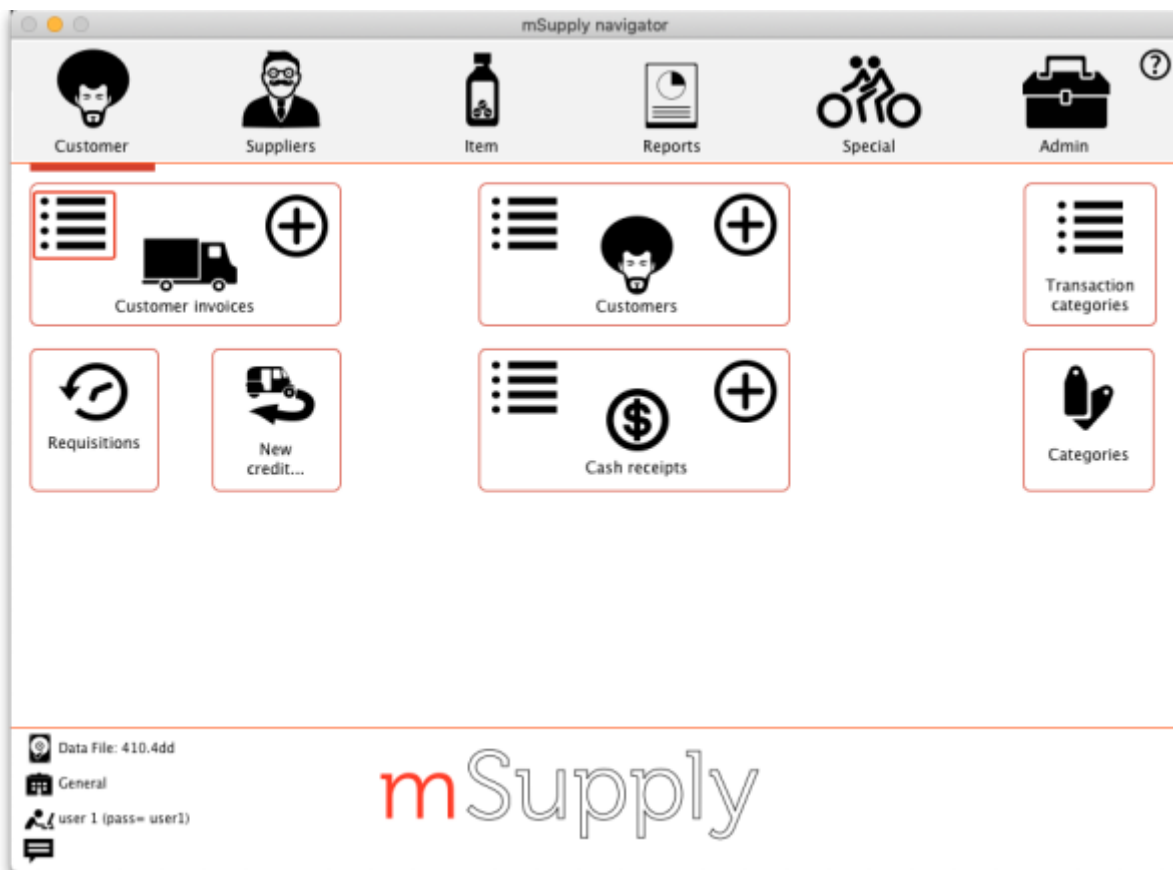 mSupply navigator
?
Customer
Suppliers
Item
Reports
Special
Admin
Customer invoices
Customers
Transaction
categories
Requisitions
New
credit...
$
Cash receipts
Categories
Data File: 410.4dd
General
user 1 (pass= user1)
mSupply